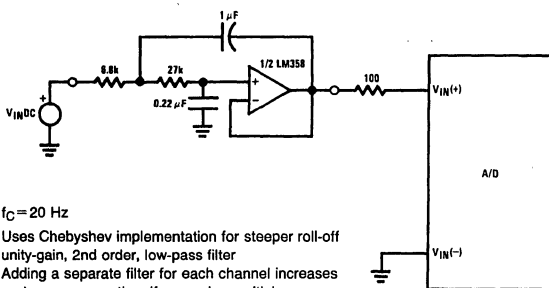 1 µF
6.8k
27k
1/2 LM358
100
+
-
0.22 µF
+
VINDC
VIN(+)
A/D
VIN(−)
fC=20 Hz
Uses Chebyshev implementation for steeper roll-off
unity-gain, 2nd order, low-pass filter
Adding a separate filter for each channel increases